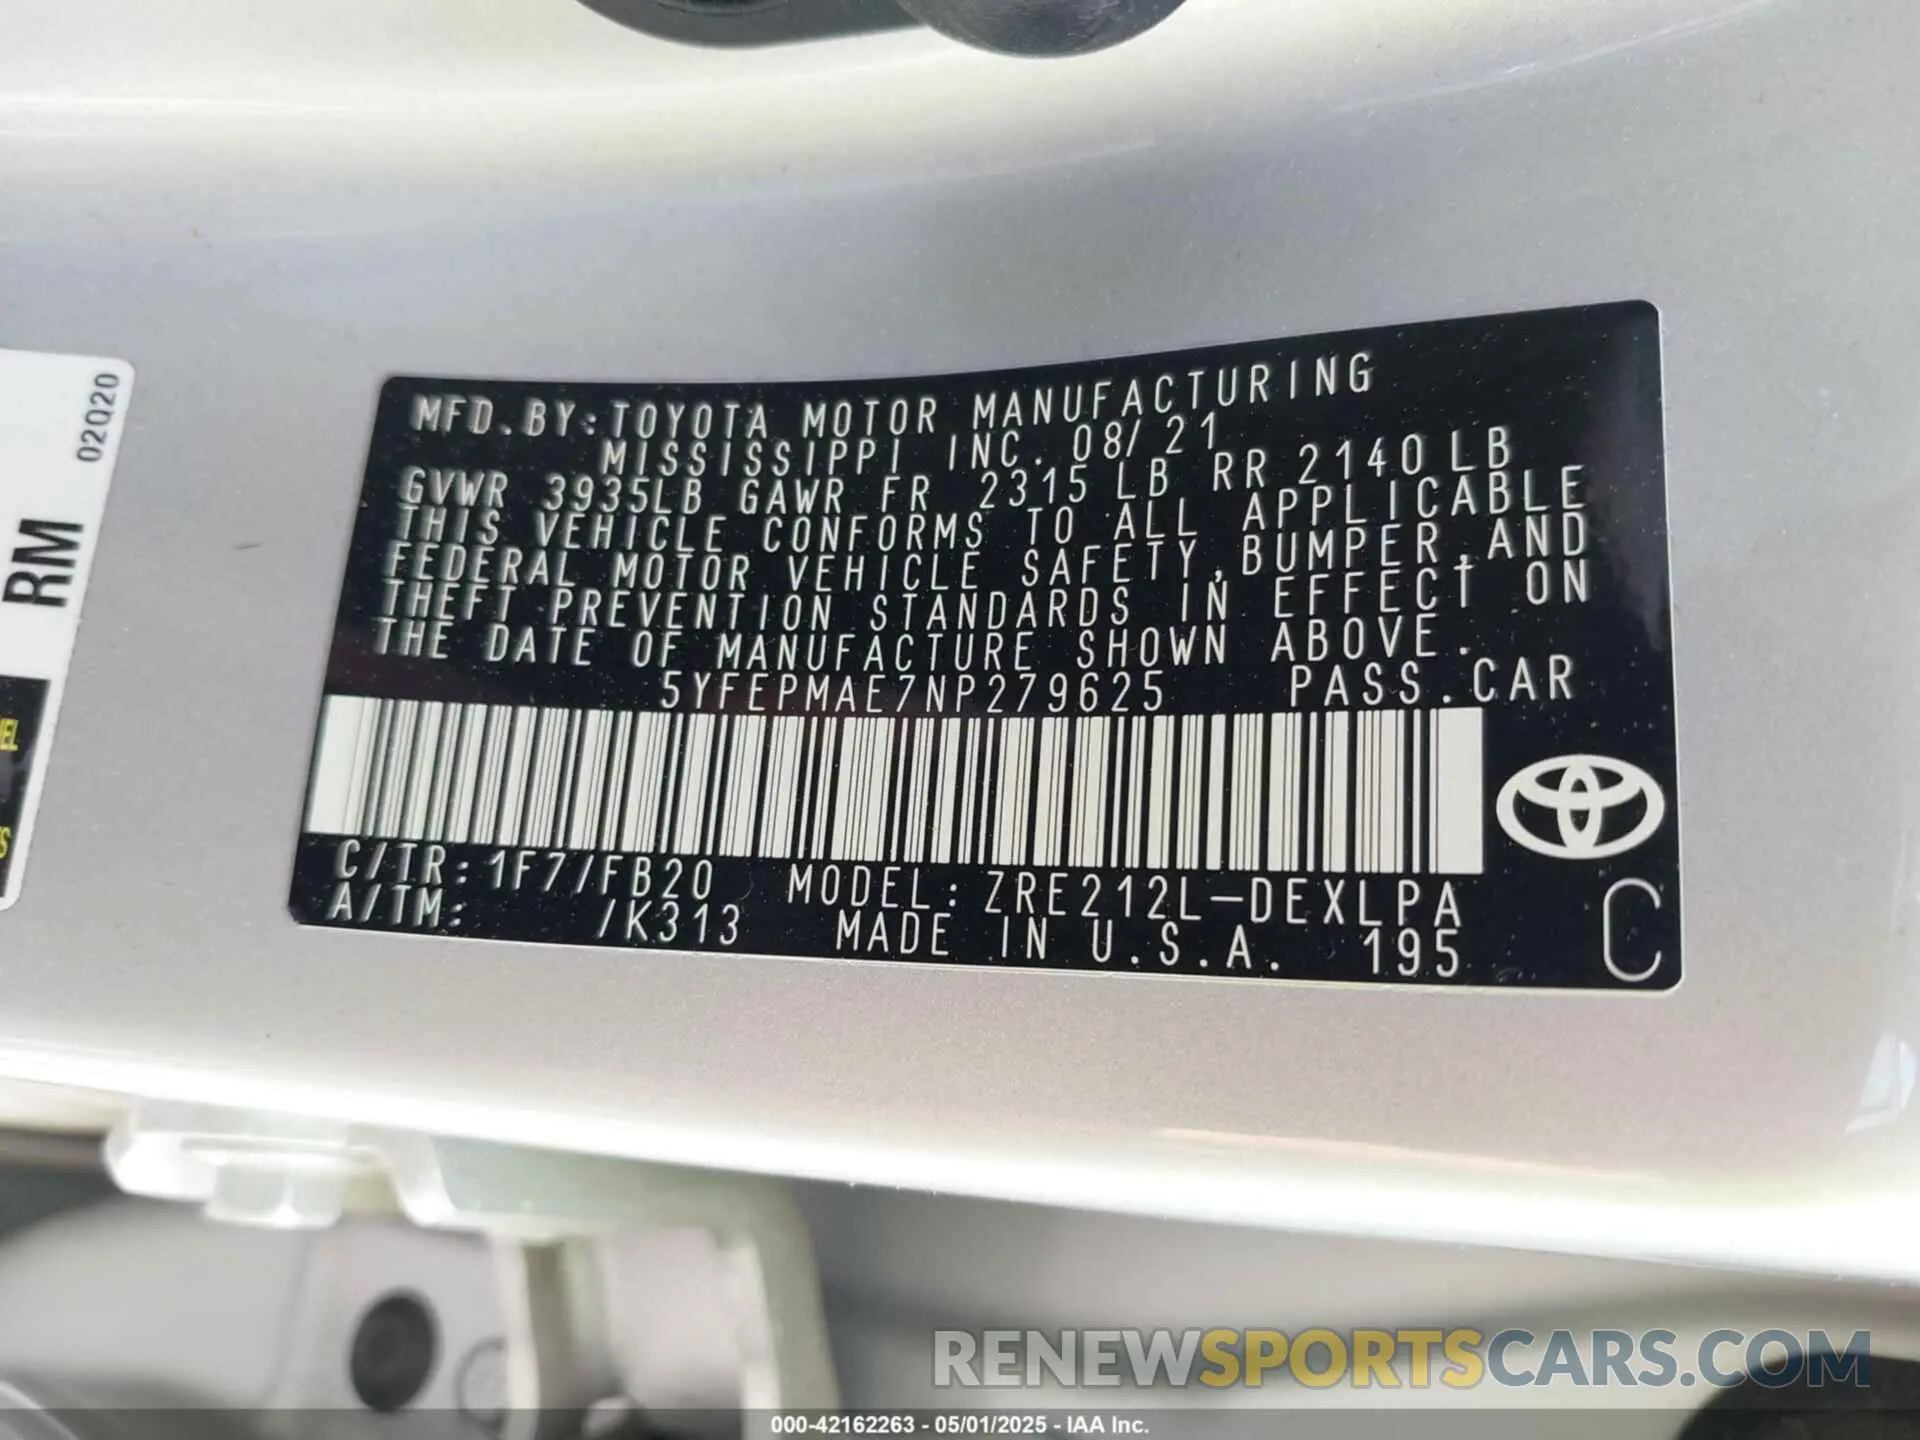 02Q20
RM
MFD.BY:TOYOTA MOTOR MANUFACTURING
MISSISSIPPI INC. 08/21
GVWR 3935LB GAWR FR 2315 LB RR 2140 LB
THIS VEHICLE CONFORMS TO ALL APPLICABLE
FEDERAL MOTOR VEHICLE SAFETY, BUMPER, AND
THEFT PREVENTION STANDARDS IN EFFECT ON
THE DATE OF MANUFACTURE SHOWN ABOVE.
5YFEPMAE7NP279625 PASS.CAR
C/TR: 1F7/FB20 MODEL: ZRE212L-DEXLPA
A/TM: /K313 MADE IN U.S.A. 195 C
RENEWSPORTSCARS.COM
000-42162263 - 05/01/2025 - IAA Inc.